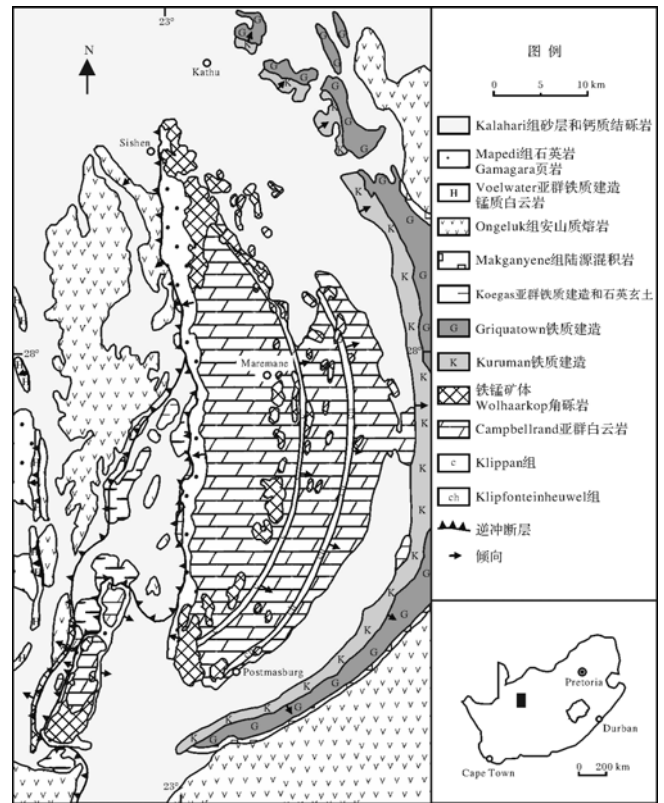 23°
N
Kathu
Sishen
28°
Maremane
28°
Postmasburg
23°
图 例
0 5 10 km
Kalahari组砂层和钙质结砾岩
Mapedi组石英岩
Gamagara页岩
H
Voelwater亚群铁质建造
锰质白云岩
Ongeluk组安山质熔岩
Makganyene组陆源混积岩
Koegas亚群铁质建造和石英玄土
G
Griquatown铁质建造
K
Kuruman铁质建造
铁锰矿体
Wolhaarkop角砾岩
Campbellrand亚群白云岩
c
Klippan组
ch
Klipfonteinheuwel组
逆冲断层
倾向
Pretoria
Durban
Cape Town
0 200 km